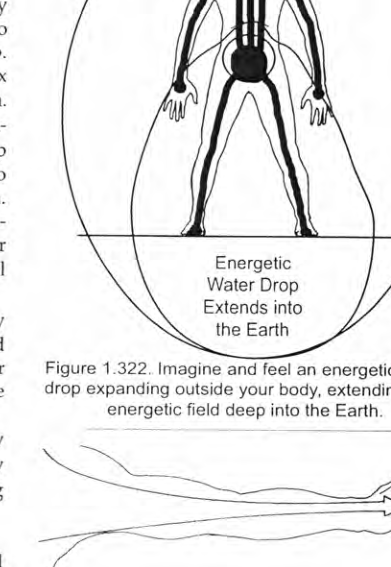 Energetic
Water Drop
Extends into
the Earth
Figure 1.322. Imagine and feel an energetic
drop expanding outside your body, extendin
energetic field deep into the Earth.